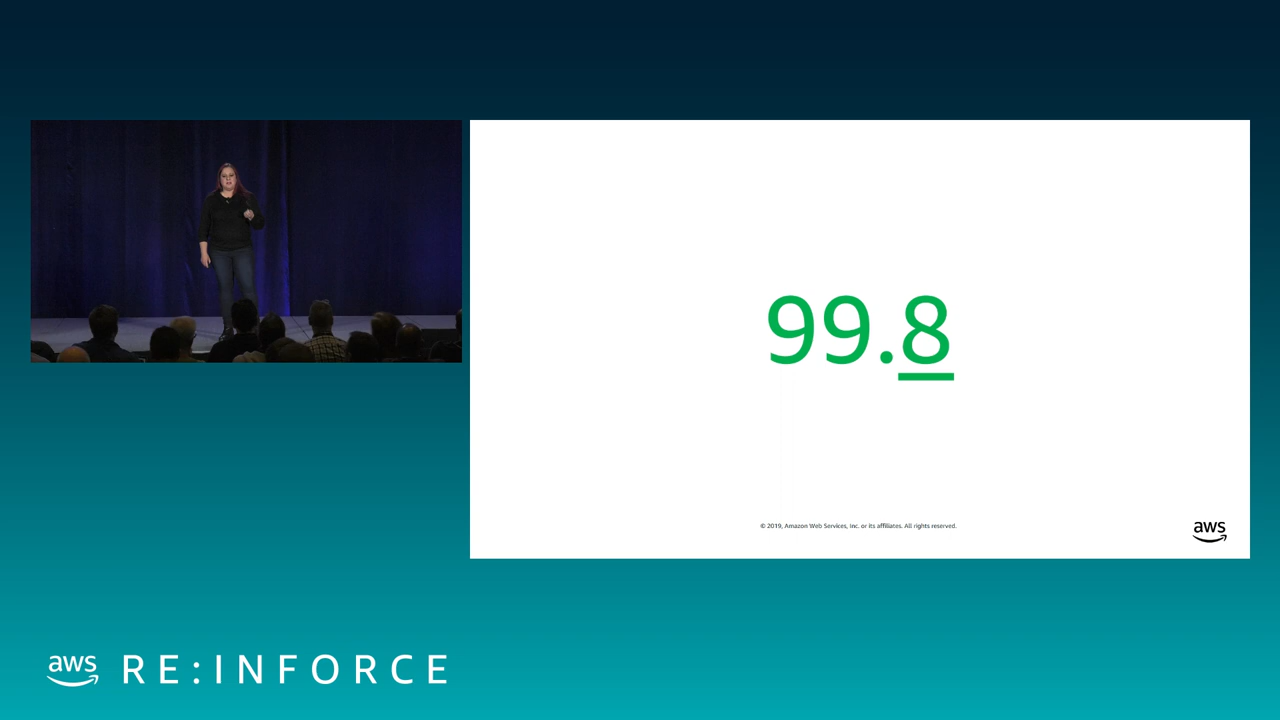 99.8
© 2019, Amazon Web Services, Inc. or its affiliates. All rights reserved.
aws
aws RE:INFORCE